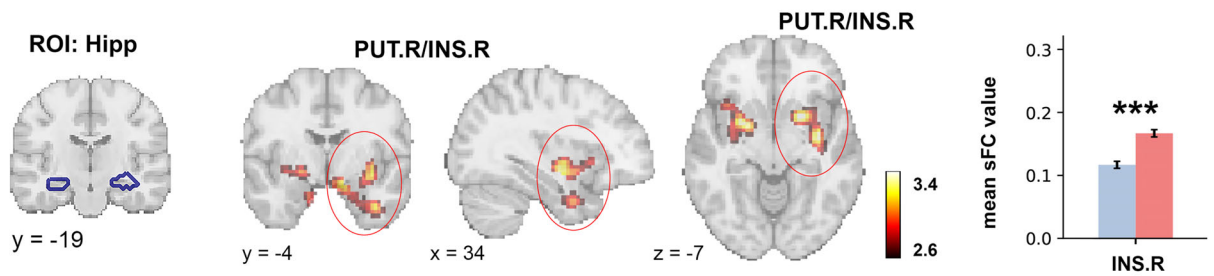 ROI: Hipp
y = -19
PUT.R/INS.R
y = -4
x = 34
PUT.R/INS.R
z = -7
3.4
2.6
mean sFC value
0.3
0.2
0.1
0.0
***
INS.R